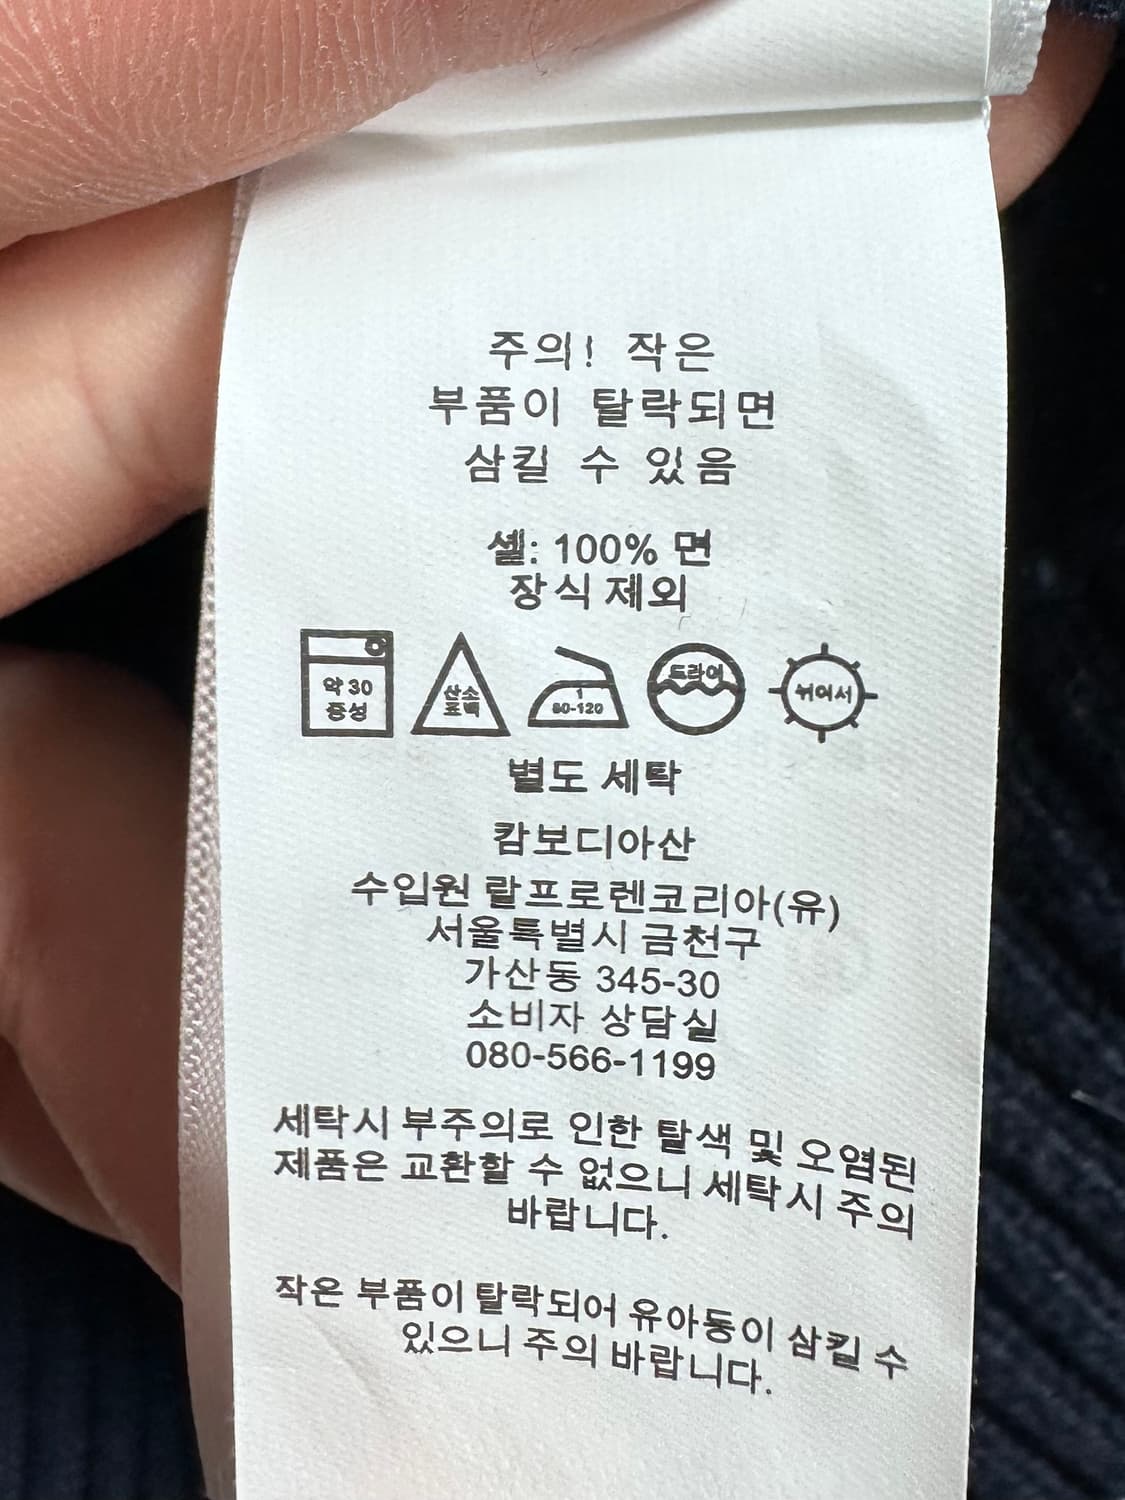 주의! 작은
부품이 탈락되면
삼킬 수 있음
셸: 100% 면
장식 제외
약 30
중성
산소
표백
1
80-120
드라이
뉘어서
별도 세탁
캄보디아산
수입원 랄프로렌코리아(유)
서울특별시 금천구
가산동 345-30
소비자 상담실
080-566-1199
세탁시 부주의로 인한 탈색 및 오염된
제품은 교환할 수 없으니 세탁시 주의
바랍니다.
작은 부품이 탈락되어 유아동이 삼킬 수
있으니 주의 바랍니다.